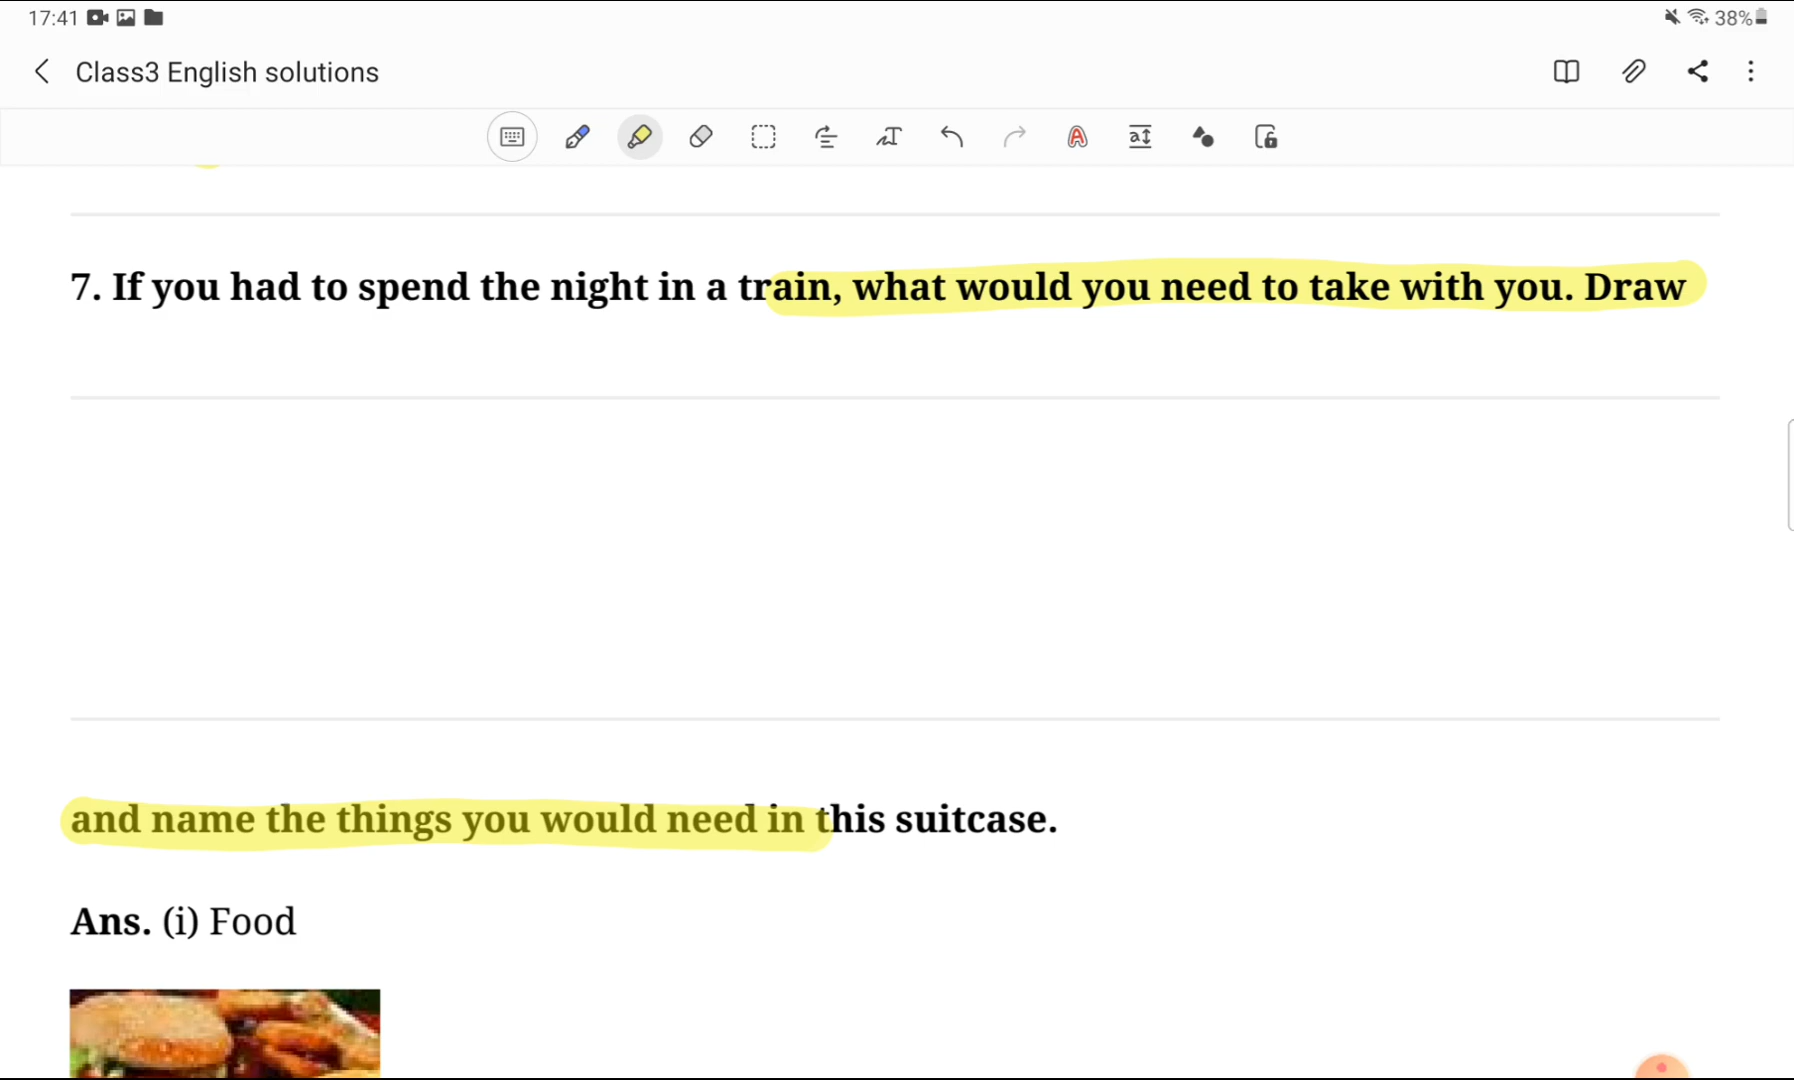 17:41
38%
Class3 English solutions
7. If you had to spend the night in a train, what would you need to take with you. Draw
and name the things you would need in this suitcase.
Ans. (i) Food